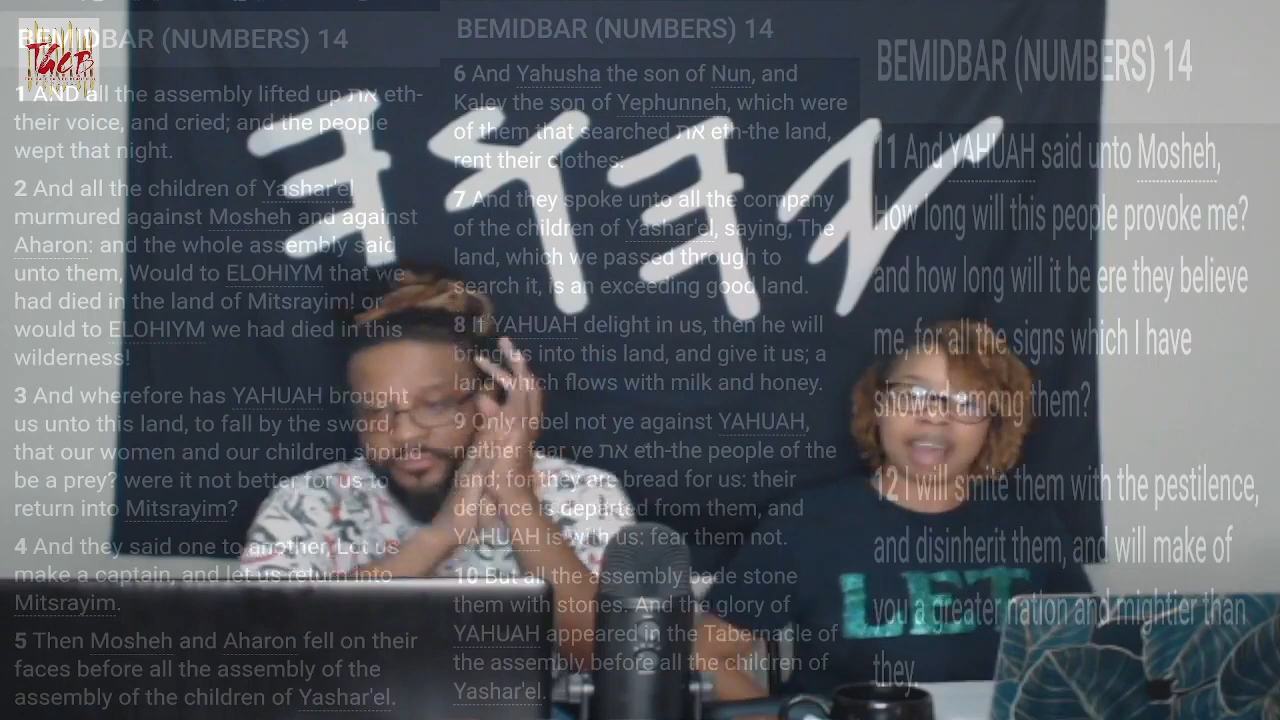 BEMIDBAR (NUMBERS) 14
1 AND all the assembly lifted up את eth-
their voice, and cried; and the people
wept that night.
2 And all the children of Yashar'el
murmured against Mosheh and against
Aharon: and the whole assembly said
unto them, Would to ELOHIYM that we
had died in the land of Mitsrayim! or
would to ELOHIYM we had died in this
wilderness!
3 And wherefore has YAHUAH brought
us unto this land, to fall by the sword,
that our women and our children
be a prey? were it not better for us to
return into Mitsrayim?
4 And they said one to another, Let us
make a captain, and let us return into
Mitsrayim.
5 Then Mosheh and Aharon fell on their
faces before all the assembly of the
assembly of the children of Yashar'el.
BEMIDBAR (NUMBERS) 14
6 And Yahusha the son of Nun, and
Kalev the son of Yephunneh, which were
of them that searched את eth-the land,
rent their clothes:
7 And they spoke unto all the company
of the children of Yashar'el, saying, The
land, which we passed through to
search it, is an exceeding good land.
8 If YAHUAH delight in us, then he will
into this land, and give it us; a
which flows with milk and honey.
9 Only rebel not ye against YAHUAH,
neither fear ye את eth-the people of the
land; for they are bread for us: their
defence is departed from them, and
YAHUAH is with us: fear them not.
10 But all the assembly bade stone
them with stones. And the glory of
YAHUAH appeared in the Tabernacle of
the assembly before all the children of
Yashar'el.
BEMIDBAR (NUMBERS) 14
11 And YAHUAH said unto Mosheh,
How long will this people provoke me?
and how long will it be ere they believe
me, for all the signs which I have
among them?
12 I will smite them with the pestilence,
and disinherit them, and will make of
you a greater nation and mightier than
they.
𐤉𐤄𐤅𐤄
LET